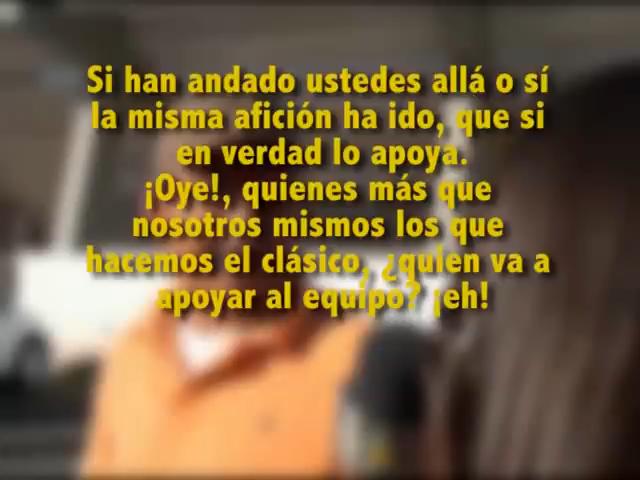 Si han andado ustedes allá o sí
la misma afición ha ido, que si
en verdad lo apoya.
¡Oye!, quienes más que
nosotros mismos los que
hacemos el clásico, ¿quien va a
apoyar al equipo? ¡eh!